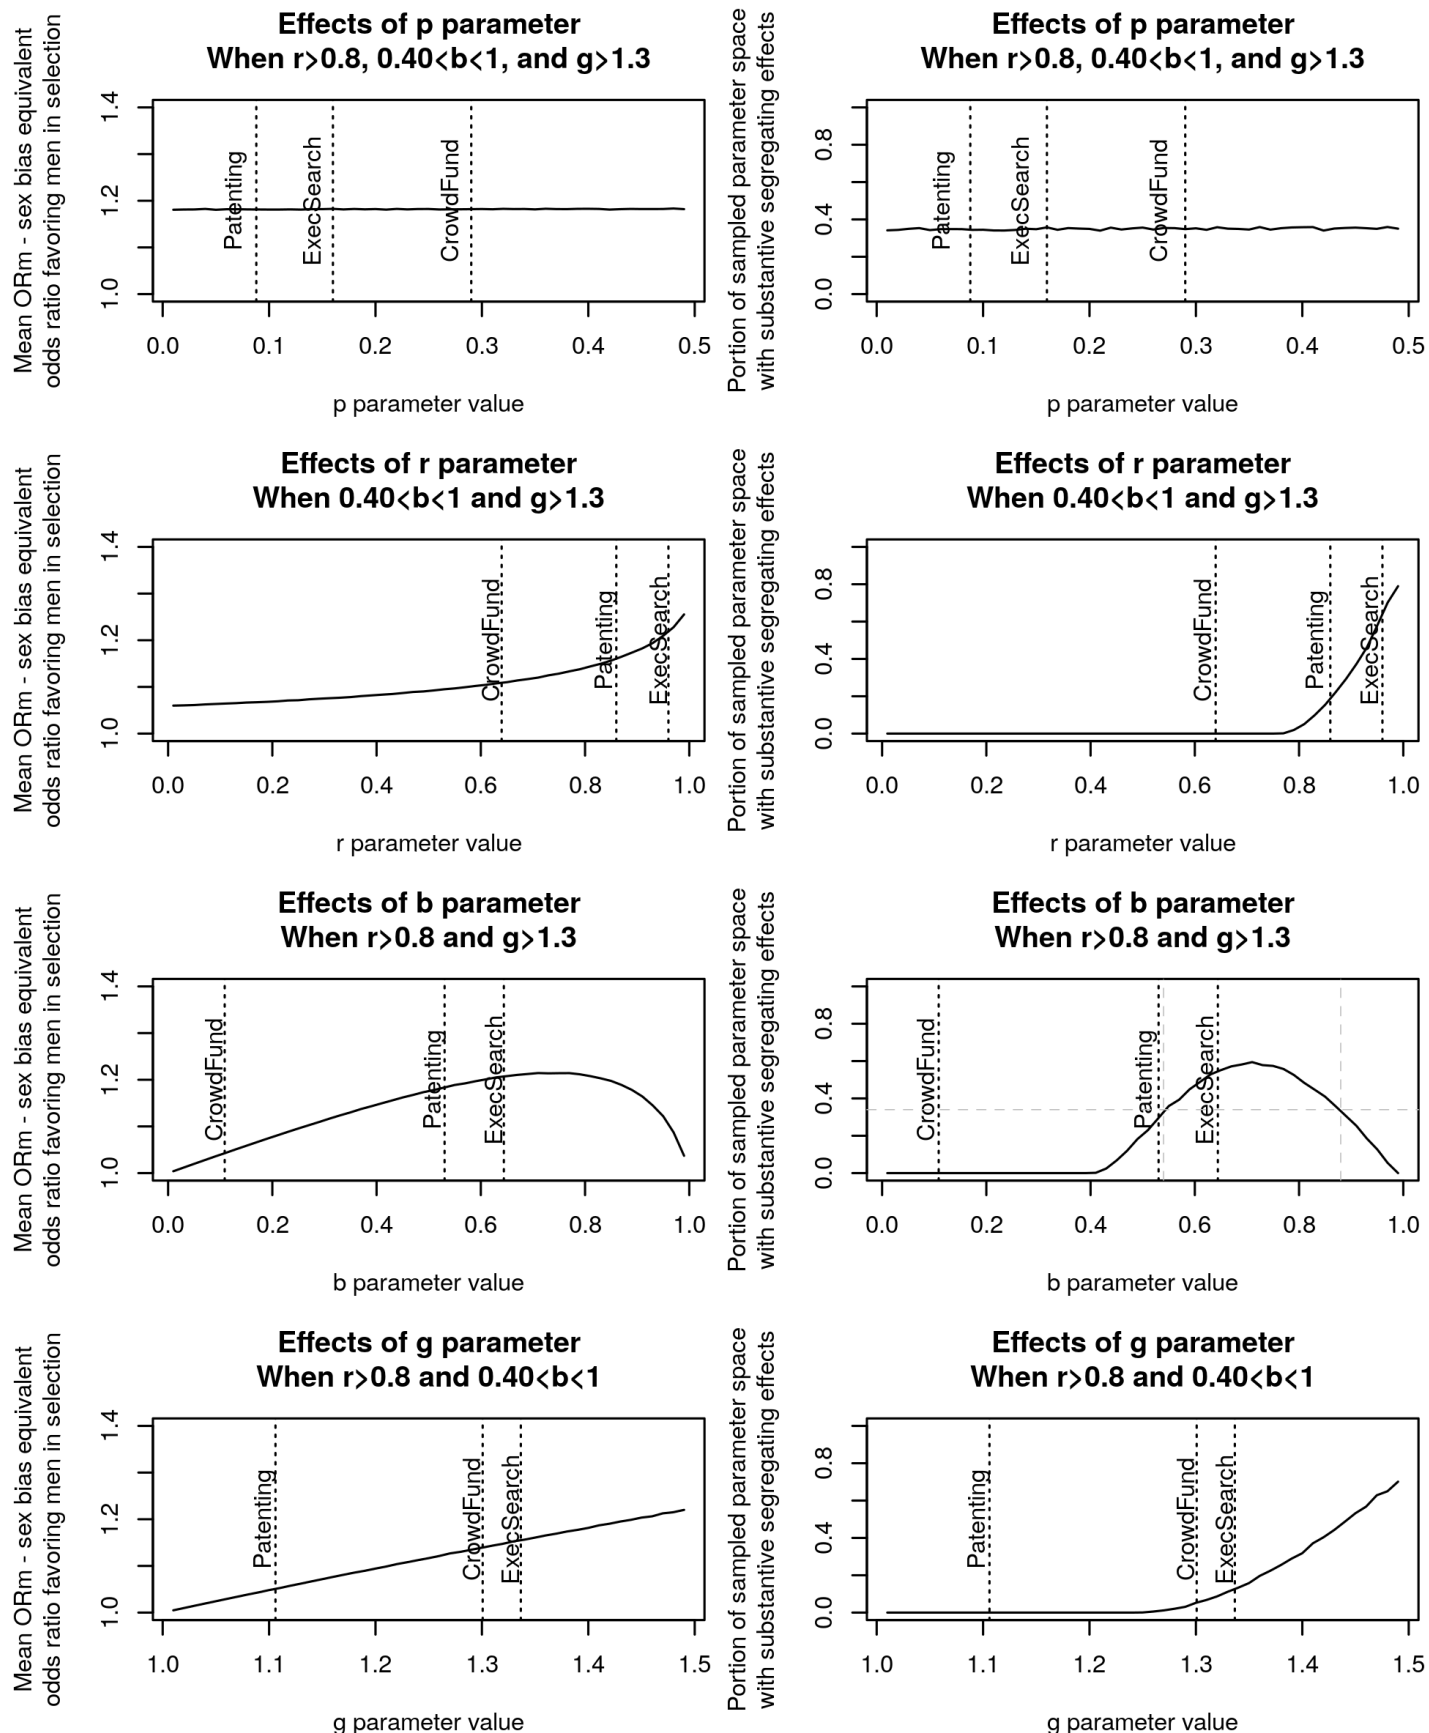 Effects of p parameter
When r>0.8, 0.40<b<1, and g>1.3
Mean ORm - sex bias equivalent
odds ratio favoring men in selection
1.4
1.2
1.0
Patenting
ExecSearch
CrowdFund
0.0 0.1 0.2 0.3 0.4 0.5
p parameter value
Effects of p parameter
When r>0.8, 0.40<b<1, and g>1.3
Portion of sampled parameter space
with substantive segregating effects
0.8
0.4
0.0
Patenting
ExecSearch
CrowdFund
0.0 0.1 0.2 0.3 0.4 0.5
p parameter value
Effects of r parameter
When 0.40<b<1 and g>1.3
Mean ORm - sex bias equivalent
odds ratio favoring men in selection
1.4
1.2
1.0
CrowdFund
Patenting
ExecSearch
0.0 0.2 0.4 0.6 0.8 1.0
r parameter value
Effects of r parameter
When 0.40<b<1 and g>1.3
Portion of sampled parameter space
with substantive segregating effects
0.8
0.4
0.0
CrowdFund
Patenting
ExecSearch
0.0 0.2 0.4 0.6 0.8 1.0
r parameter value
Effects of b parameter
When r>0.8 and g>1.3
Mean ORm - sex bias equivalent
odds ratio favoring men in selection
1.4
1.2
1.0
CrowdFund
Patenting
ExecSearch
0.0 0.2 0.4 0.6 0.8 1.0
b parameter value
Effects of b parameter
When r>0.8 and g>1.3
Portion of sampled parameter space
with substantive segregating effects
0.8
0.4
0.0
CrowdFund
Patenting
ExecSearch
0.0 0.2 0.4 0.6 0.8 1.0
b parameter value
Effects of g parameter
When r>0.8 and 0.40<b<1
Mean ORm - sex bias equivalent
odds ratio favoring men in selection
1.4
1.2
1.0
Patenting
CrowdFund
ExecSearch
1.0 1.1 1.2 1.3 1.4 1.5
g parameter value
Effects of g parameter
When r>0.8 and 0.40<b<1
Portion of sampled parameter space
with substantive segregating effects
0.8
0.4
0.0
Patenting
CrowdFund
ExecSearch
1.0 1.1 1.2 1.3 1.4 1.5
g parameter value